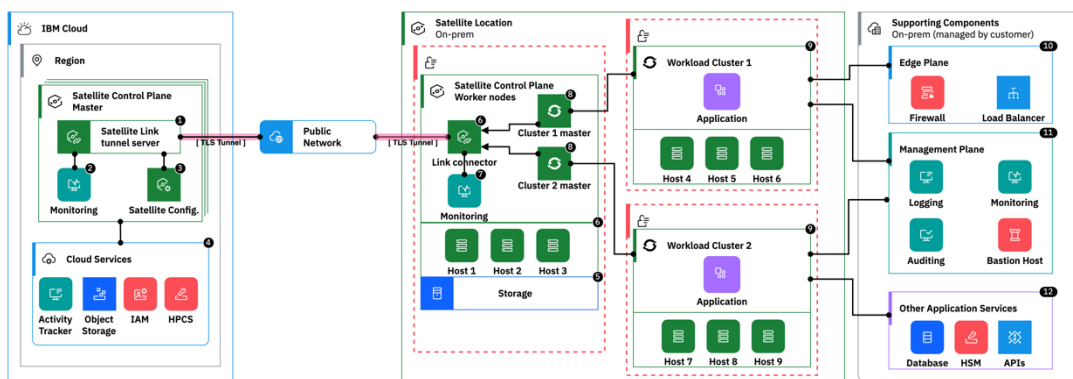 IBM Cloud
Region
Satellite Control Plane
Master
1
Satellite Link
tunnel server
2
Monitoring
3
Satellite Config.
4
Cloud Services
Activity
Tracker
Object
Storage
IAM
HPCS
[ TLS Tunnel ]
Public
Network
[ TLS Tunnel ]
Satellite Location
On-prem
Satellite Control Plane
Worker nodes
6
Link connector
8
Cluster 1 master
8
Cluster 2 master
7
Monitoring
6
Host 1
Host 2
Host 3
5
Storage
9
Workload Cluster 1
Application
Host 4
Host 5
Host 6
9
Workload Cluster 2
Application
Host 7
Host 8
Host 9
Supporting Components
On-prem (managed by customer)
10
Edge Plane
Firewall
Load Balancer
11
Management Plane
Logging
Monitoring
Auditing
Bastion Host
12
Other Application Services
Database
HSM
APIs